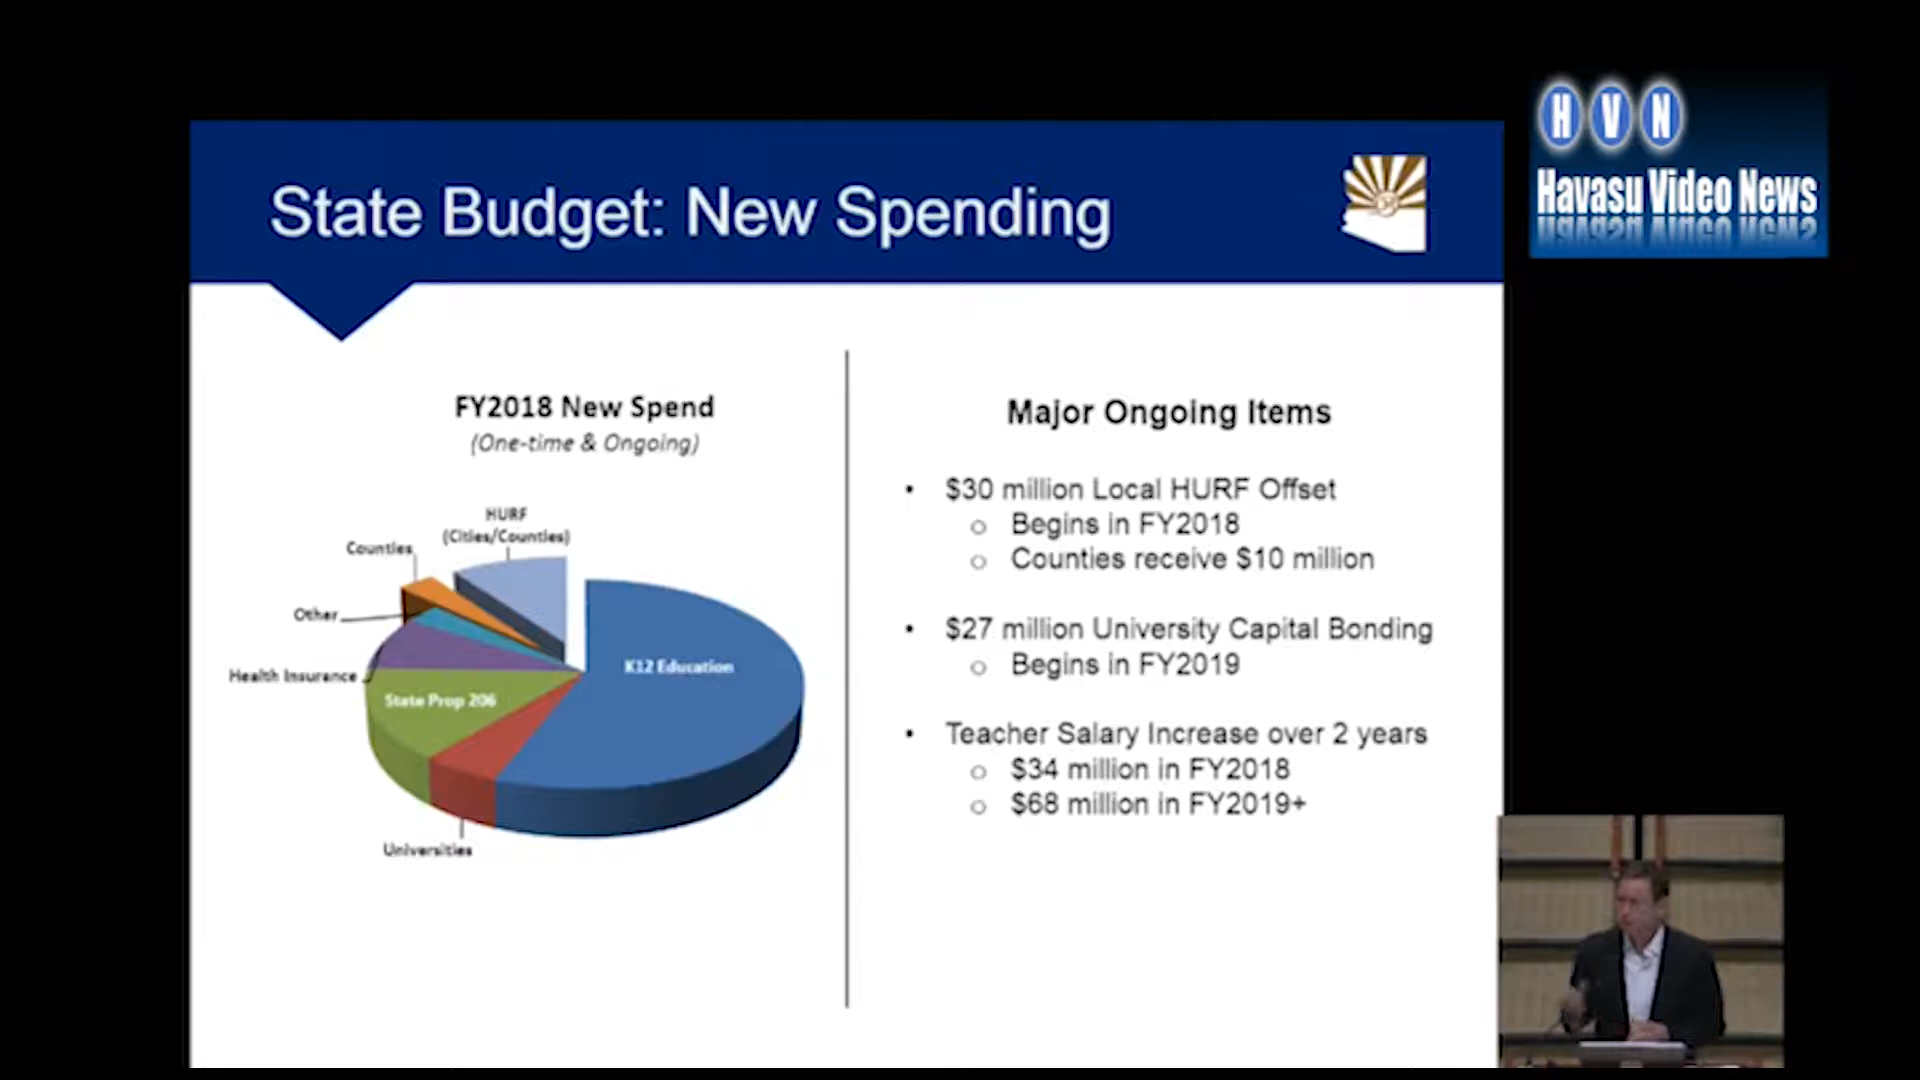 H V N
Havasu Video News
State Budget: New Spending
FY2018 New Spend
(One-time & Ongoing)
HURF
(Cities/Counties)
Counties
Other
Health Insurance
State Prop 206
K12 Education
Universities
Major Ongoing Items
• $30 million Local HURF Offset
o Begins in FY2018
o Counties receive $10 million
• $27 million University Capital Bonding
o Begins in FY2019
• Teacher Salary Increase over 2 years
o $34 million in FY2018
o $68 million in FY2019+